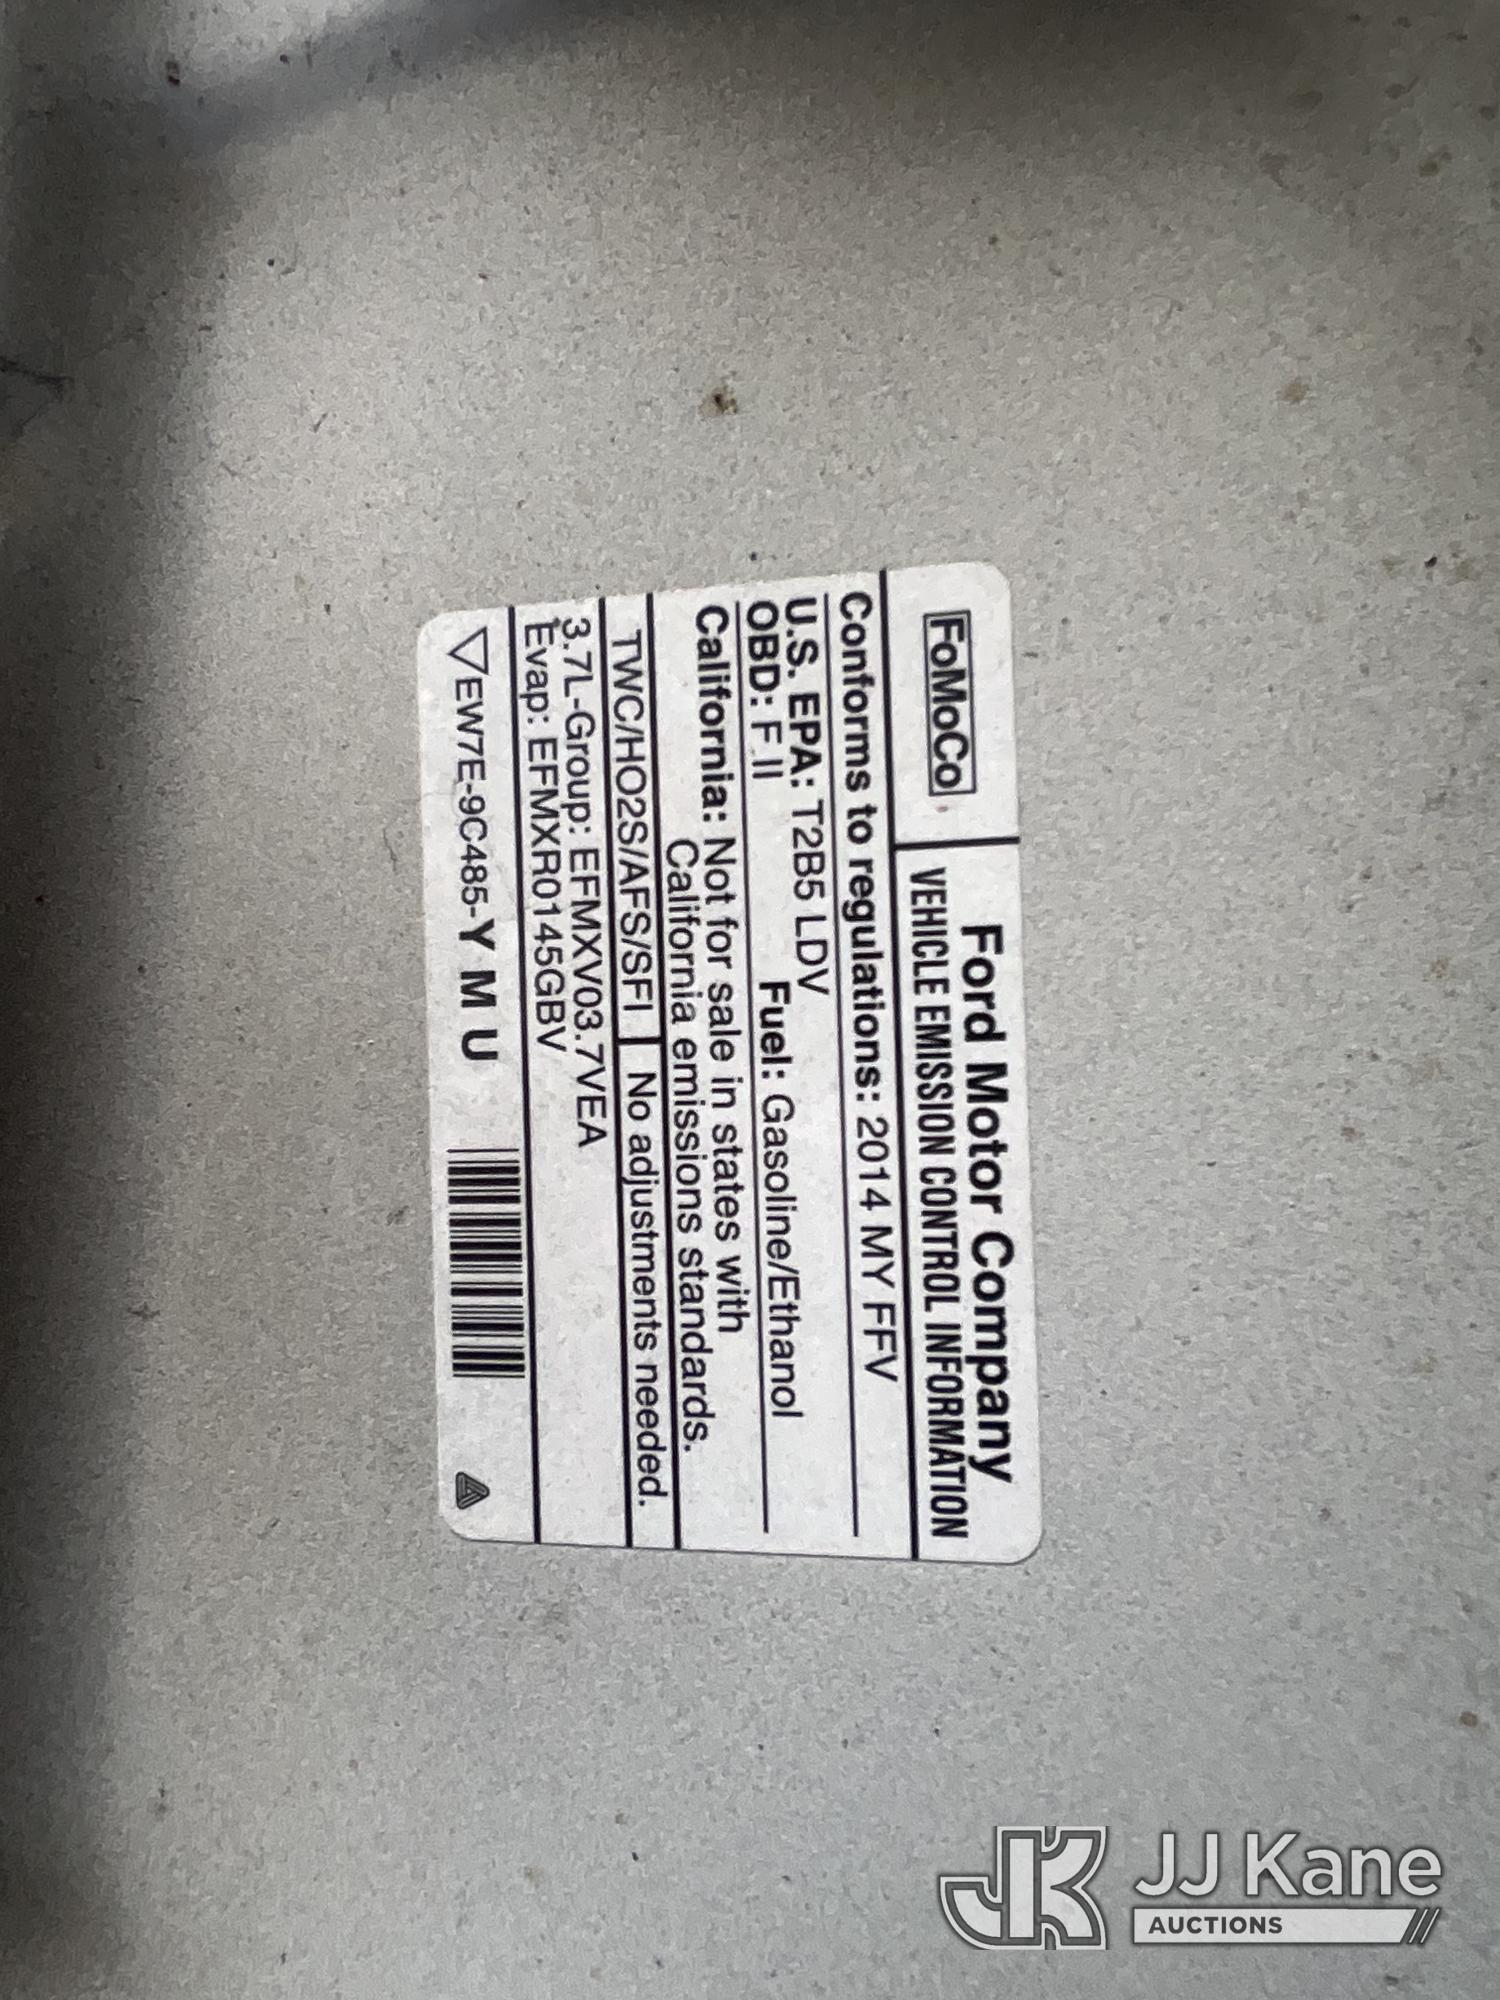 FoMoCo
Ford Motor Company
VEHICLE EMISSION CONTROL INFORMATION
Conforms to regulations: 2014 MY FFV
U.S. EPA: T2B5 LDV
OBD: F II Fuel: Gasoline/Ethanol
California: Not for sale in states with
California emissions standards.
TWC/HO2S/AFS/SFI No adjustments needed.
3.7L-Group: EFMXV03.7VEA
Evap: EFMXR0145GBV
EW7E-9C485-Y M U
JK JJ Kane
AUCTIONS